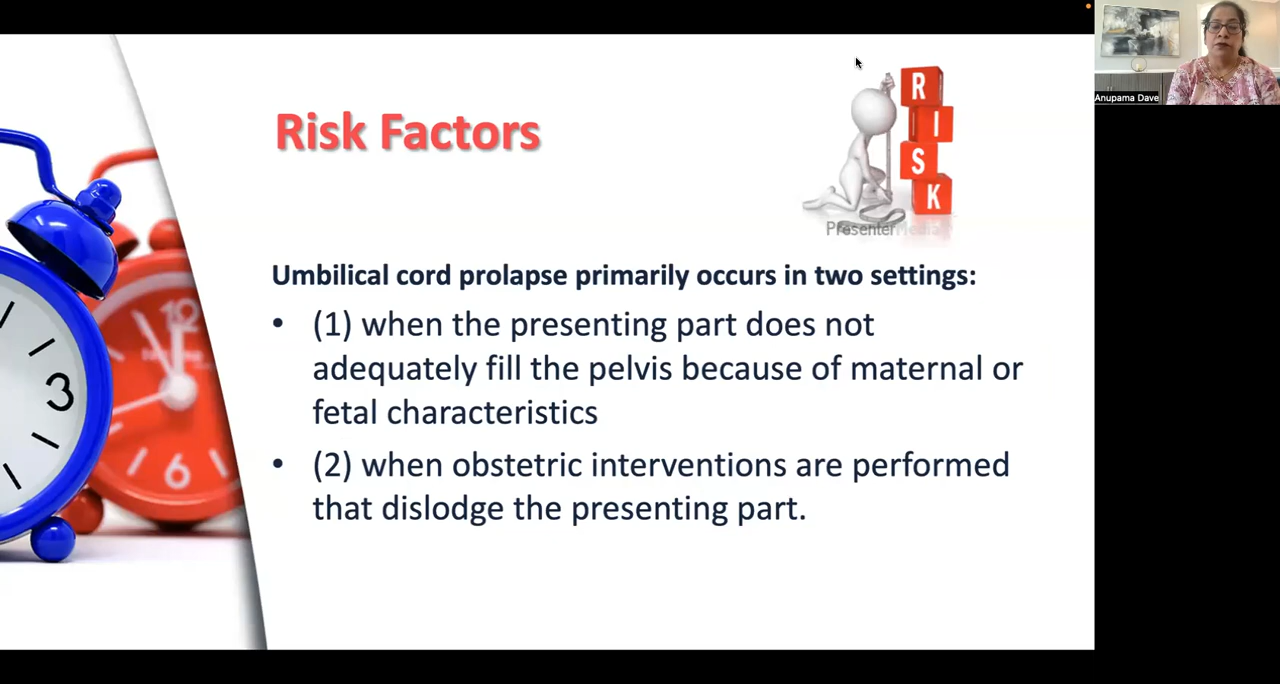 Anupama Dave
R
I
S
K
PresenterMedia
Risk Factors
Umbilical cord prolapse primarily occurs in two settings:
• (1) when the presenting part does not
adequately fill the pelvis because of maternal or
fetal characteristics
• (2) when obstetric interventions are performed
that dislodge the presenting part.
3
12
6